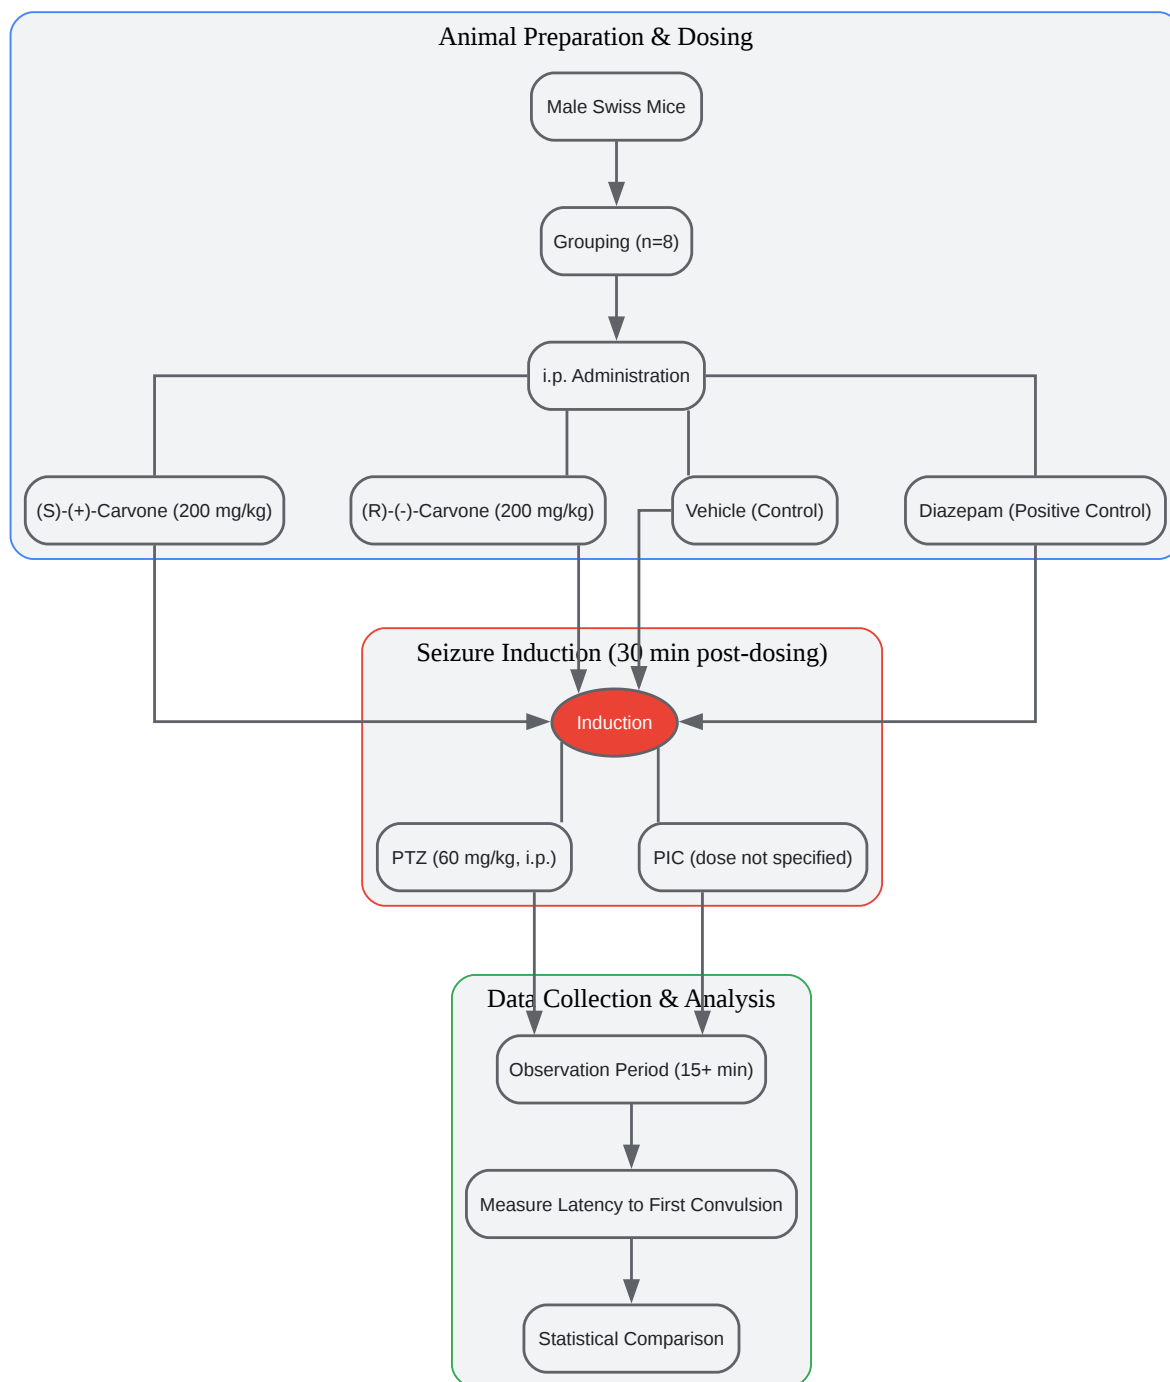 Animal Preparation & Dosing
Male Swiss Mice
Grouping (n=8)
i.p. Administration
(S)-(+)-Carvone (200 mg/kg)
(R)-(-)-Carvone (200 mg/kg)
Vehicle (Control)
Diazepam (Positive Control)
Seizure Induction (30 min post-dosing)
Induction
PTZ (60 mg/kg, i.p.)
PIC (dose not specified)
Data Collection & Analysis
Observation Period (15+ min)
Measure Latency to First Convulsion
Statistical Comparison